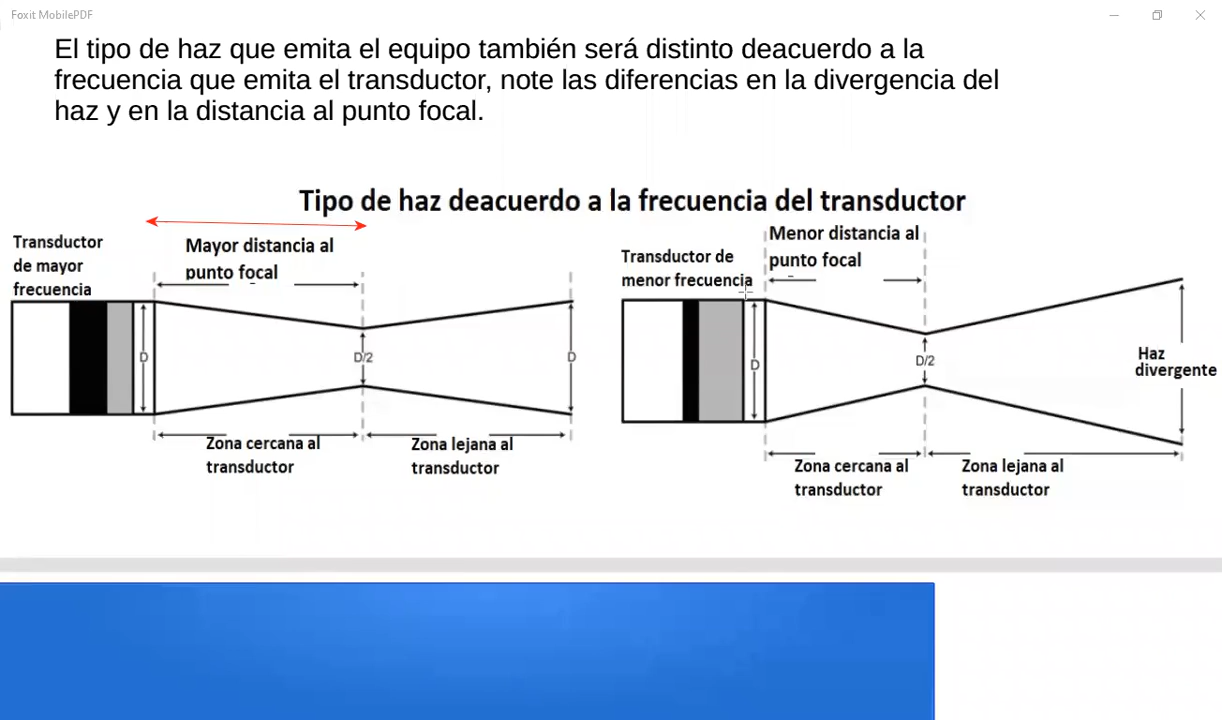 Foxit MobilePDF
El tipo de haz que emita el equipo también será distinto deacuerdo a la
frecuencia que emita el transductor, note las diferencias en la divergencia del
haz y en la distancia al punto focal.
Tipo de haz deacuerdo a la frecuencia del transductor
Transductor
de mayor
frecuencia
Mayor distancia al
punto focal
D
D/2
D
Zona cercana al
transductor
Zona lejana al
transductor
Transductor de
menor frecuencia
Menor distancia al
punto focal
D
D/2
Haz
divergente
Zona cercana al
transductor
Zona lejana al
transductor